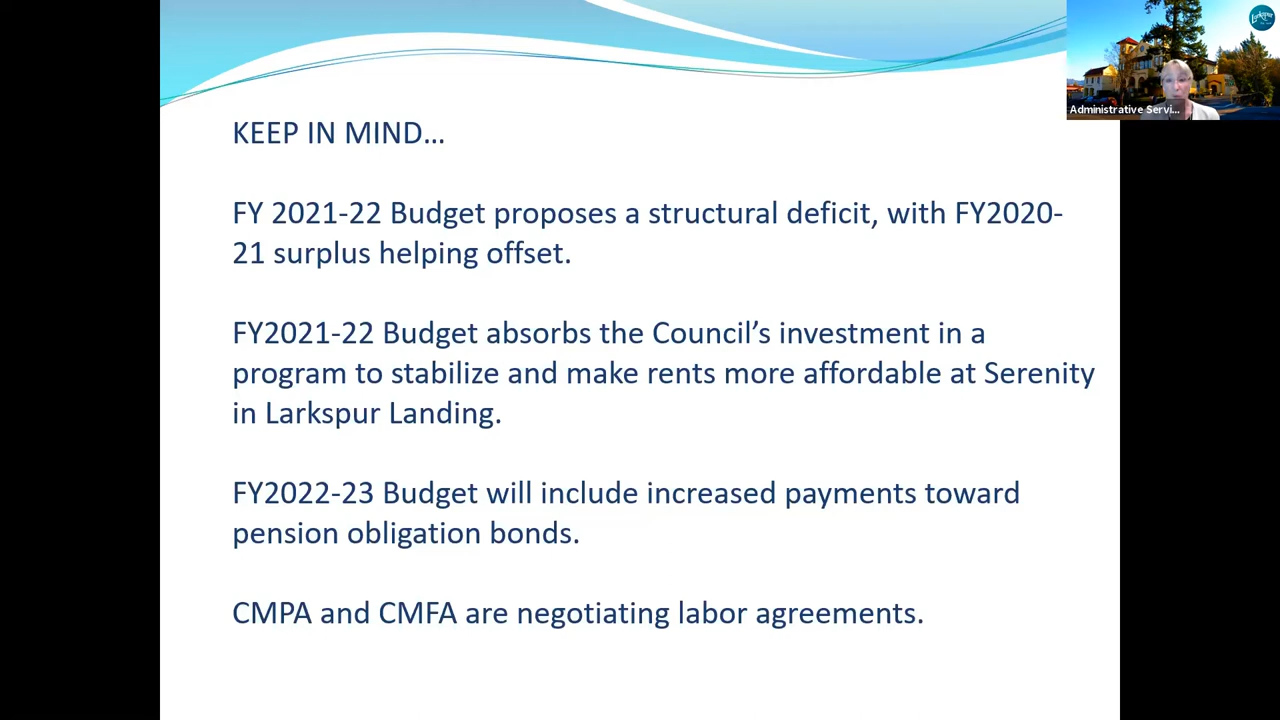 Larkspur
Administrative Servi...
KEEP IN MIND…
FY 2021-22 Budget proposes a structural deficit, with FY2020-
21 surplus helping offset.
FY2021-22 Budget absorbs the Council’s investment in a
program to stabilize and make rents more affordable at Serenity
in Larkspur Landing.
FY2022-23 Budget will include increased payments toward
pension obligation bonds.
CMPA and CMFA are negotiating labor agreements.